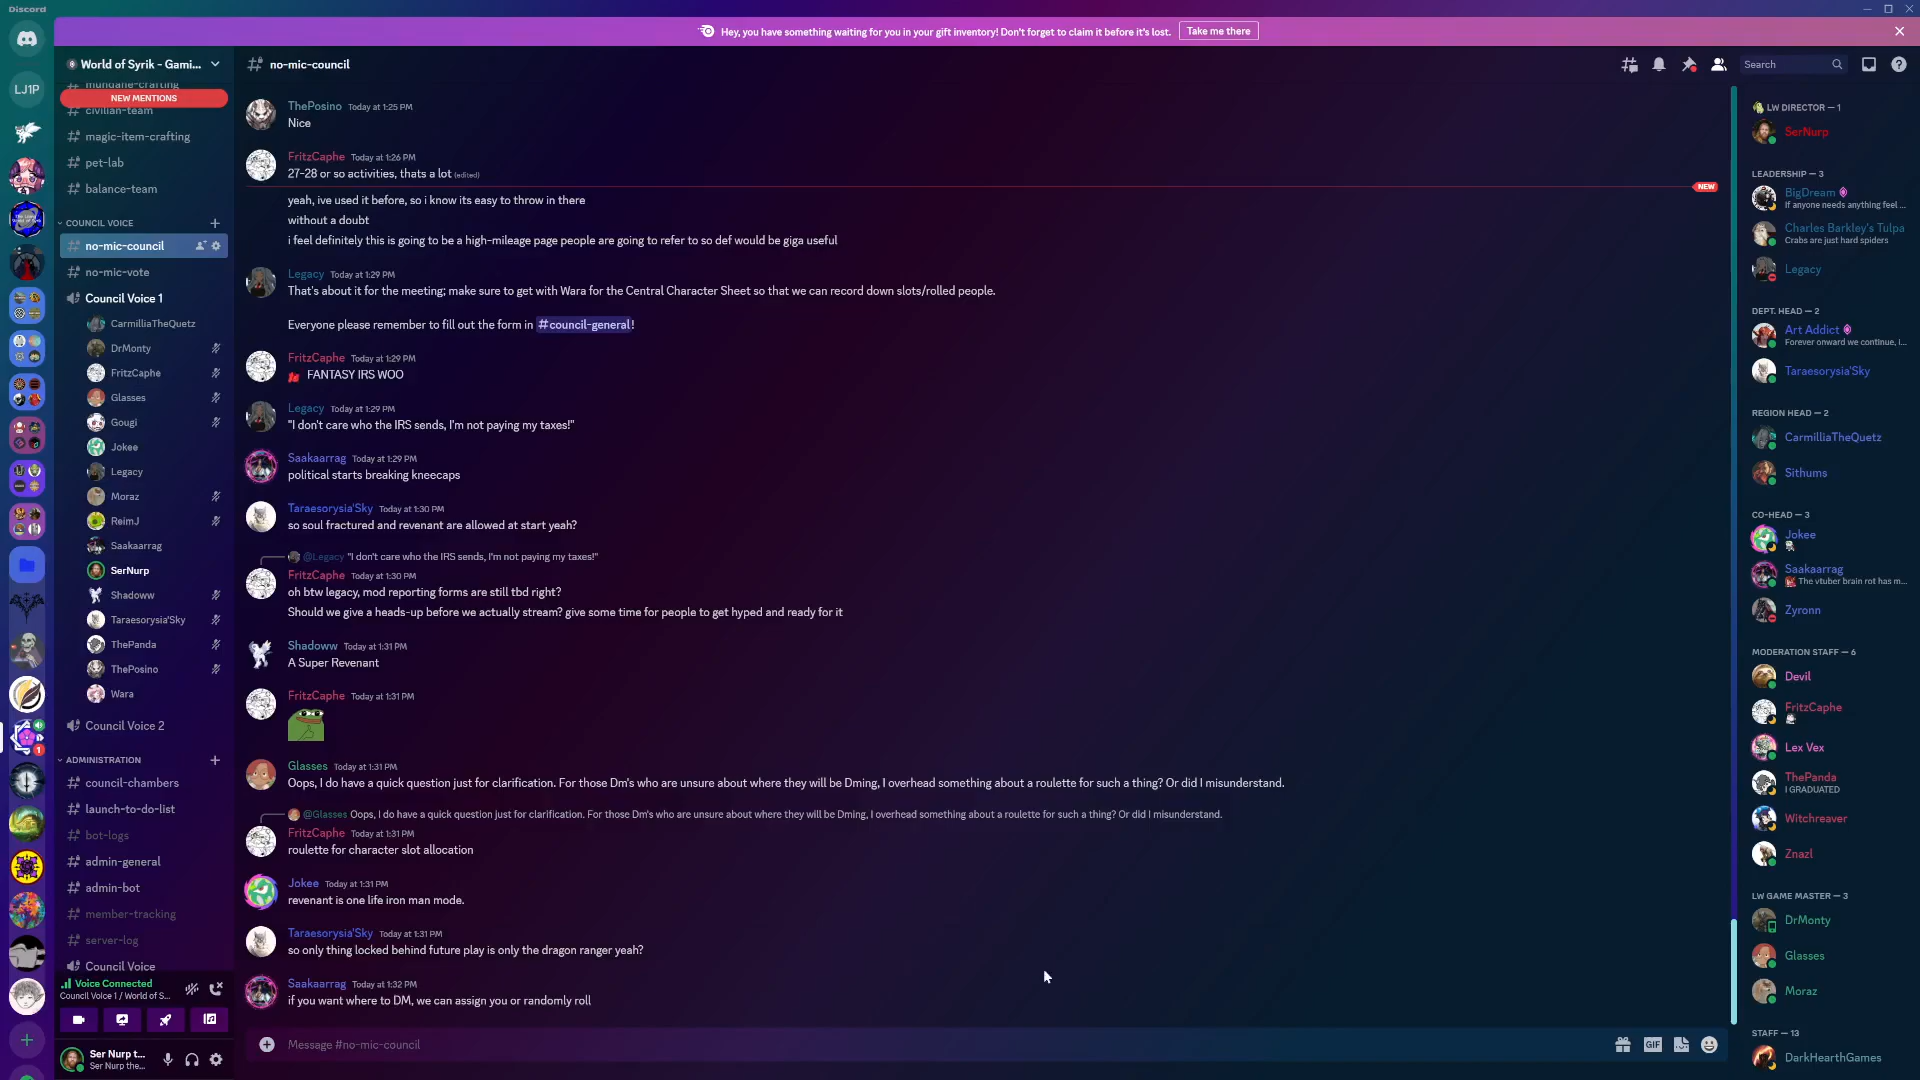 Discord
Hey, you have something waiting for you in your gift inventory! Don't forget to claim it before it's lost.
Take me there
LJ1P
World of Syrik - Gami...
mundane-crafting
NEW MENTIONS
civilian-team
magic-item-crafting
pet-lab
balance-team
COUNCIL VOICE
no-mic-council
no-mic-vote
Council Voice 1
CarmilliaTheQuetz
DrMonty
FritzCaphe
Glasses
Gougi
Jokee
Legacy
Moraz
ReimJ
Saakaarrag
SerNurp
Shadoww
Taraesorysia'Sky
ThePanda
ThePosino
Wara
Council Voice 2
ADMINISTRATION
council-chambers
launch-to-do-list
bot-logs
admin-general
admin-bot
member-tracking
server-log
Council Voice
Voice Connected
Council Voice 1 / World of S...
Ser Nurp t...
Ser Nurp the...
no-mic-council
Search
ThePosino Today at 1:25 PM
Nice
FritzCaphe Today at 1:26 PM
27-28 or so activities, thats a lot (edited)
NEW
yeah, ive used it before, so i know its easy to throw in there
without a doubt
i feel definitely this is going to be a high-mileage page people are going to refer to so def would be giga useful
Legacy Today at 1:29 PM
That's about it for the meeting; make sure to get with Wara for the Central Character Sheet so that we can record down slots/rolled people.
Everyone please remember to fill out the form in #council-general!
FritzCaphe Today at 1:29 PM
FANTASY IRS WOO
Legacy Today at 1:29 PM
"I don't care who the IRS sends, I'm not paying my taxes!"
Saakaarrag Today at 1:29 PM
political starts breaking kneecaps
Taraesorysia'Sky Today at 1:30 PM
so soul fractured and revenant are allowed at start yeah?
@Legacy "I don't care who the IRS sends, I'm not paying my taxes!"
FritzCaphe Today at 1:30 PM
oh btw legacy, mod reporting forms are still tbd right?
Should we give a heads-up before we actually stream? give some time for people to get hyped and ready for it
Shadoww Today at 1:31 PM
A Super Revenant
FritzCaphe Today at 1:31 PM
Glasses Today at 1:31 PM
Oops, I do have a quick question just for clarification. For those Dm's who are unsure about where they will be Dming, I overhead something about a roulette for such a thing? Or did I misunderstand.
@Glasses Oops, I do have a quick question just for clarification. For those Dm's who are unsure about where they will be Dming, I overhead something about a roulette for such a thing? Or did I misunderstand.
FritzCaphe Today at 1:31 PM
roulette for character slot allocation
Jokee Today at 1:31 PM
revenant is one life iron man mode.
Taraesorysia'Sky Today at 1:31 PM
so only thing locked behind future play is only the dragon ranger yeah?
Saakaarrag Today at 1:32 PM
if you want where to DM, we can assign you or randomly roll
Message #no-mic-council
GIF
LW DIRECTOR — 1
SerNurp
LEADERSHIP — 3
BigDream
If anyone needs anything feel ...
Charles Barkley's Tulpa
Crabs are just hard spiders
Legacy
DEPT. HEAD — 2
Art Addict
Forever onward we continue, i...
Taraesorysia'Sky
REGION HEAD — 2
CarmilliaTheQuetz
Sithums
CO-HEAD — 3
Jokee
Saakaarrag
The vtuber brain rot has m...
Zyronn
MODERATION STAFF — 6
Devil
FritzCaphe
Lex Vex
ThePanda
I GRADUATED
Witchreaver
Znazl
LW GAME MASTER — 3
DrMonty
Glasses
Moraz
STAFF — 13
DarkHearthGames